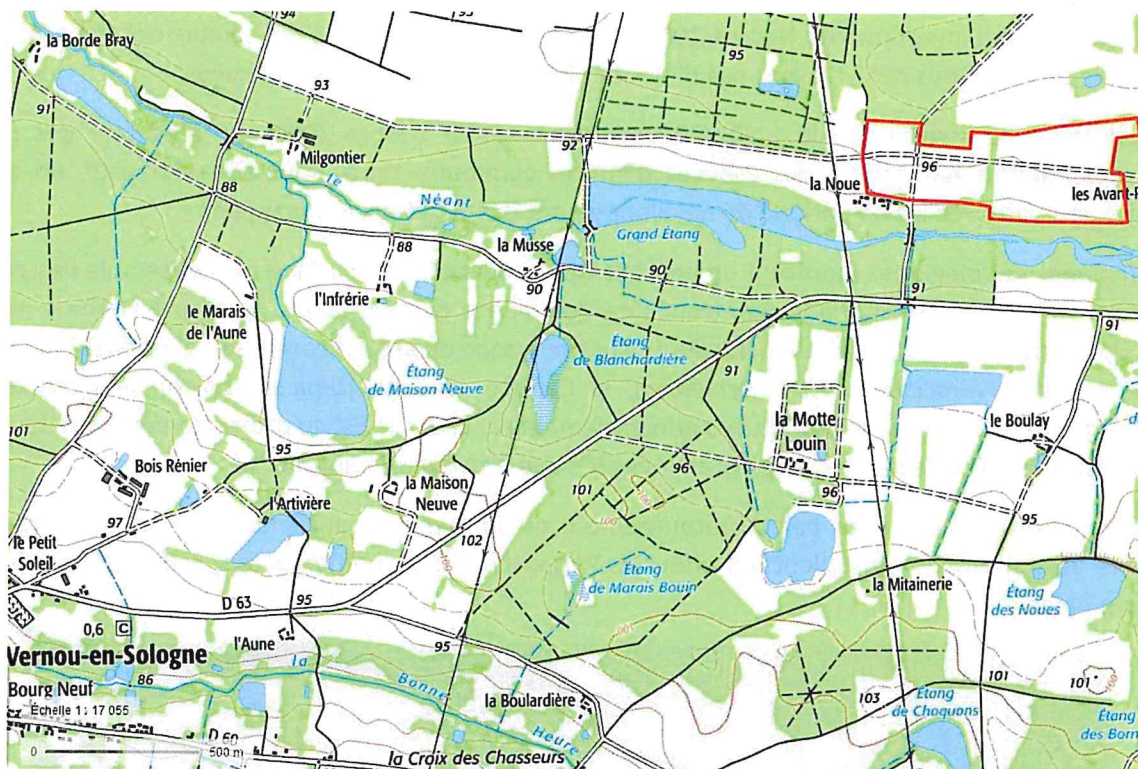 94
93
la Borde Bray
95
91
93
Milgontier
92
96
le
Néant
la Noue
les Avant-
88
Grand Étang
88
la Musse
90
90
91
le Marais
de l'Aune
l'Infrérie
91
Étang
de Maison Neuve
Étang
de Blanchardière
91
la Motte
Louin
le Boulay
101
95
Bois Rénier
la Maison
Neuve
96
101
100
l'Artivière
96
95
97
102
100
le Petit
Soleil
Étang
de Marais Bouin
la Mitainerie
Étang
des Noues
D 63
95
100
0,6 C
l'Aune
95
Vernou-en-Sologne
la
86
Bonne
Heure
101
101
100
Bourg Neuf
Échelle 1 : 17 055
la Boulardière
103
Étang
de Choquons
Étang
des Born
D 60
0 500 m
la Croix des Chasseurs